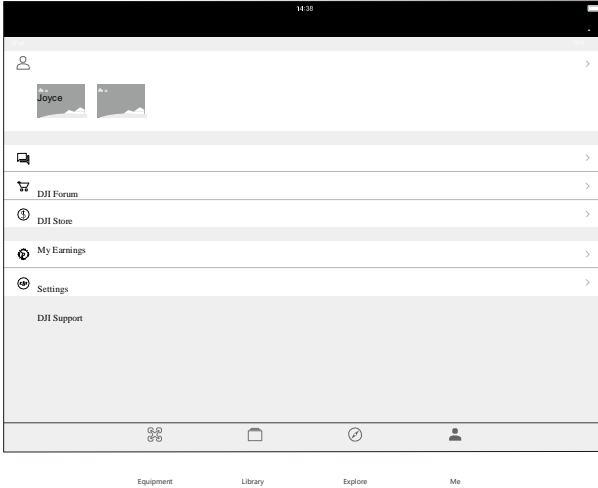 14:38
Joyce
DJI Forum
DJI Store
My Earnings
Settings
DJI Support
Equipment Library Explore Me